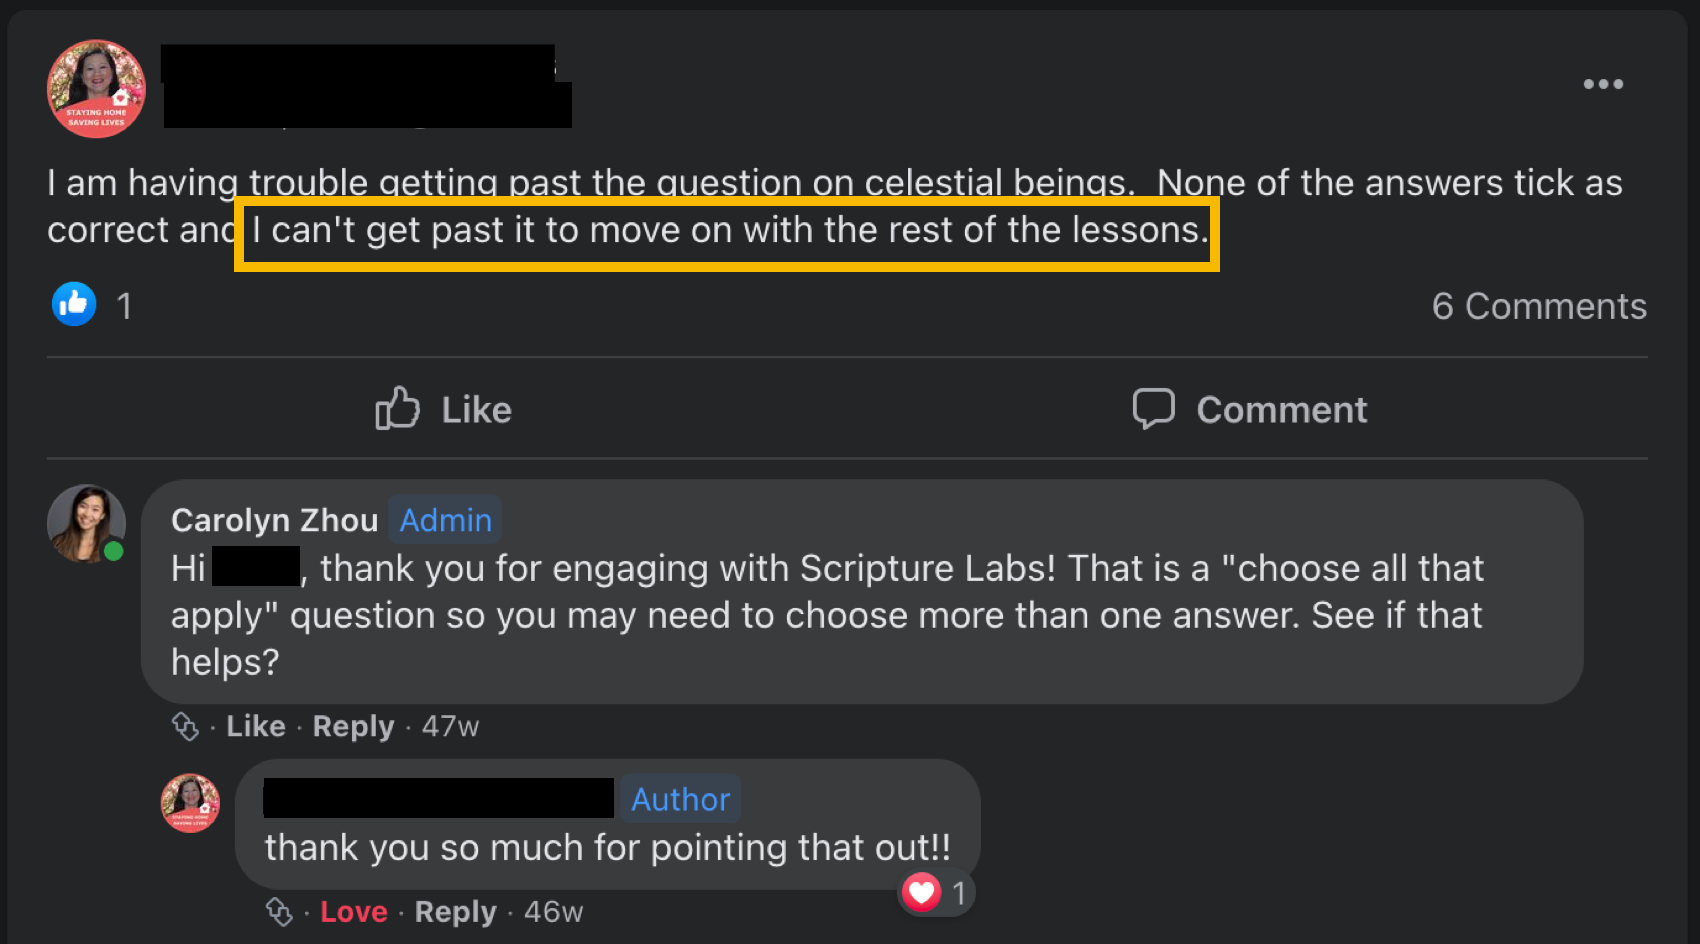 STAYING HOME
SAVING LIVES
I am having trouble getting past the question on celestial beings. None of the answers tick as
correct and I can't get past it to move on with the rest of the lessons.
1
6 Comments
Like
Comment
Carolyn Zhou Admin
Hi , thank you for engaging with Scripture Labs! That is a "choose all that
apply" question so you may need to choose more than one answer. See if that
helps?
· Like · Reply · 47w
STAYING HOME
SAVING LIVES
Author
thank you so much for pointing that out!!
1
· Love · Reply · 46w